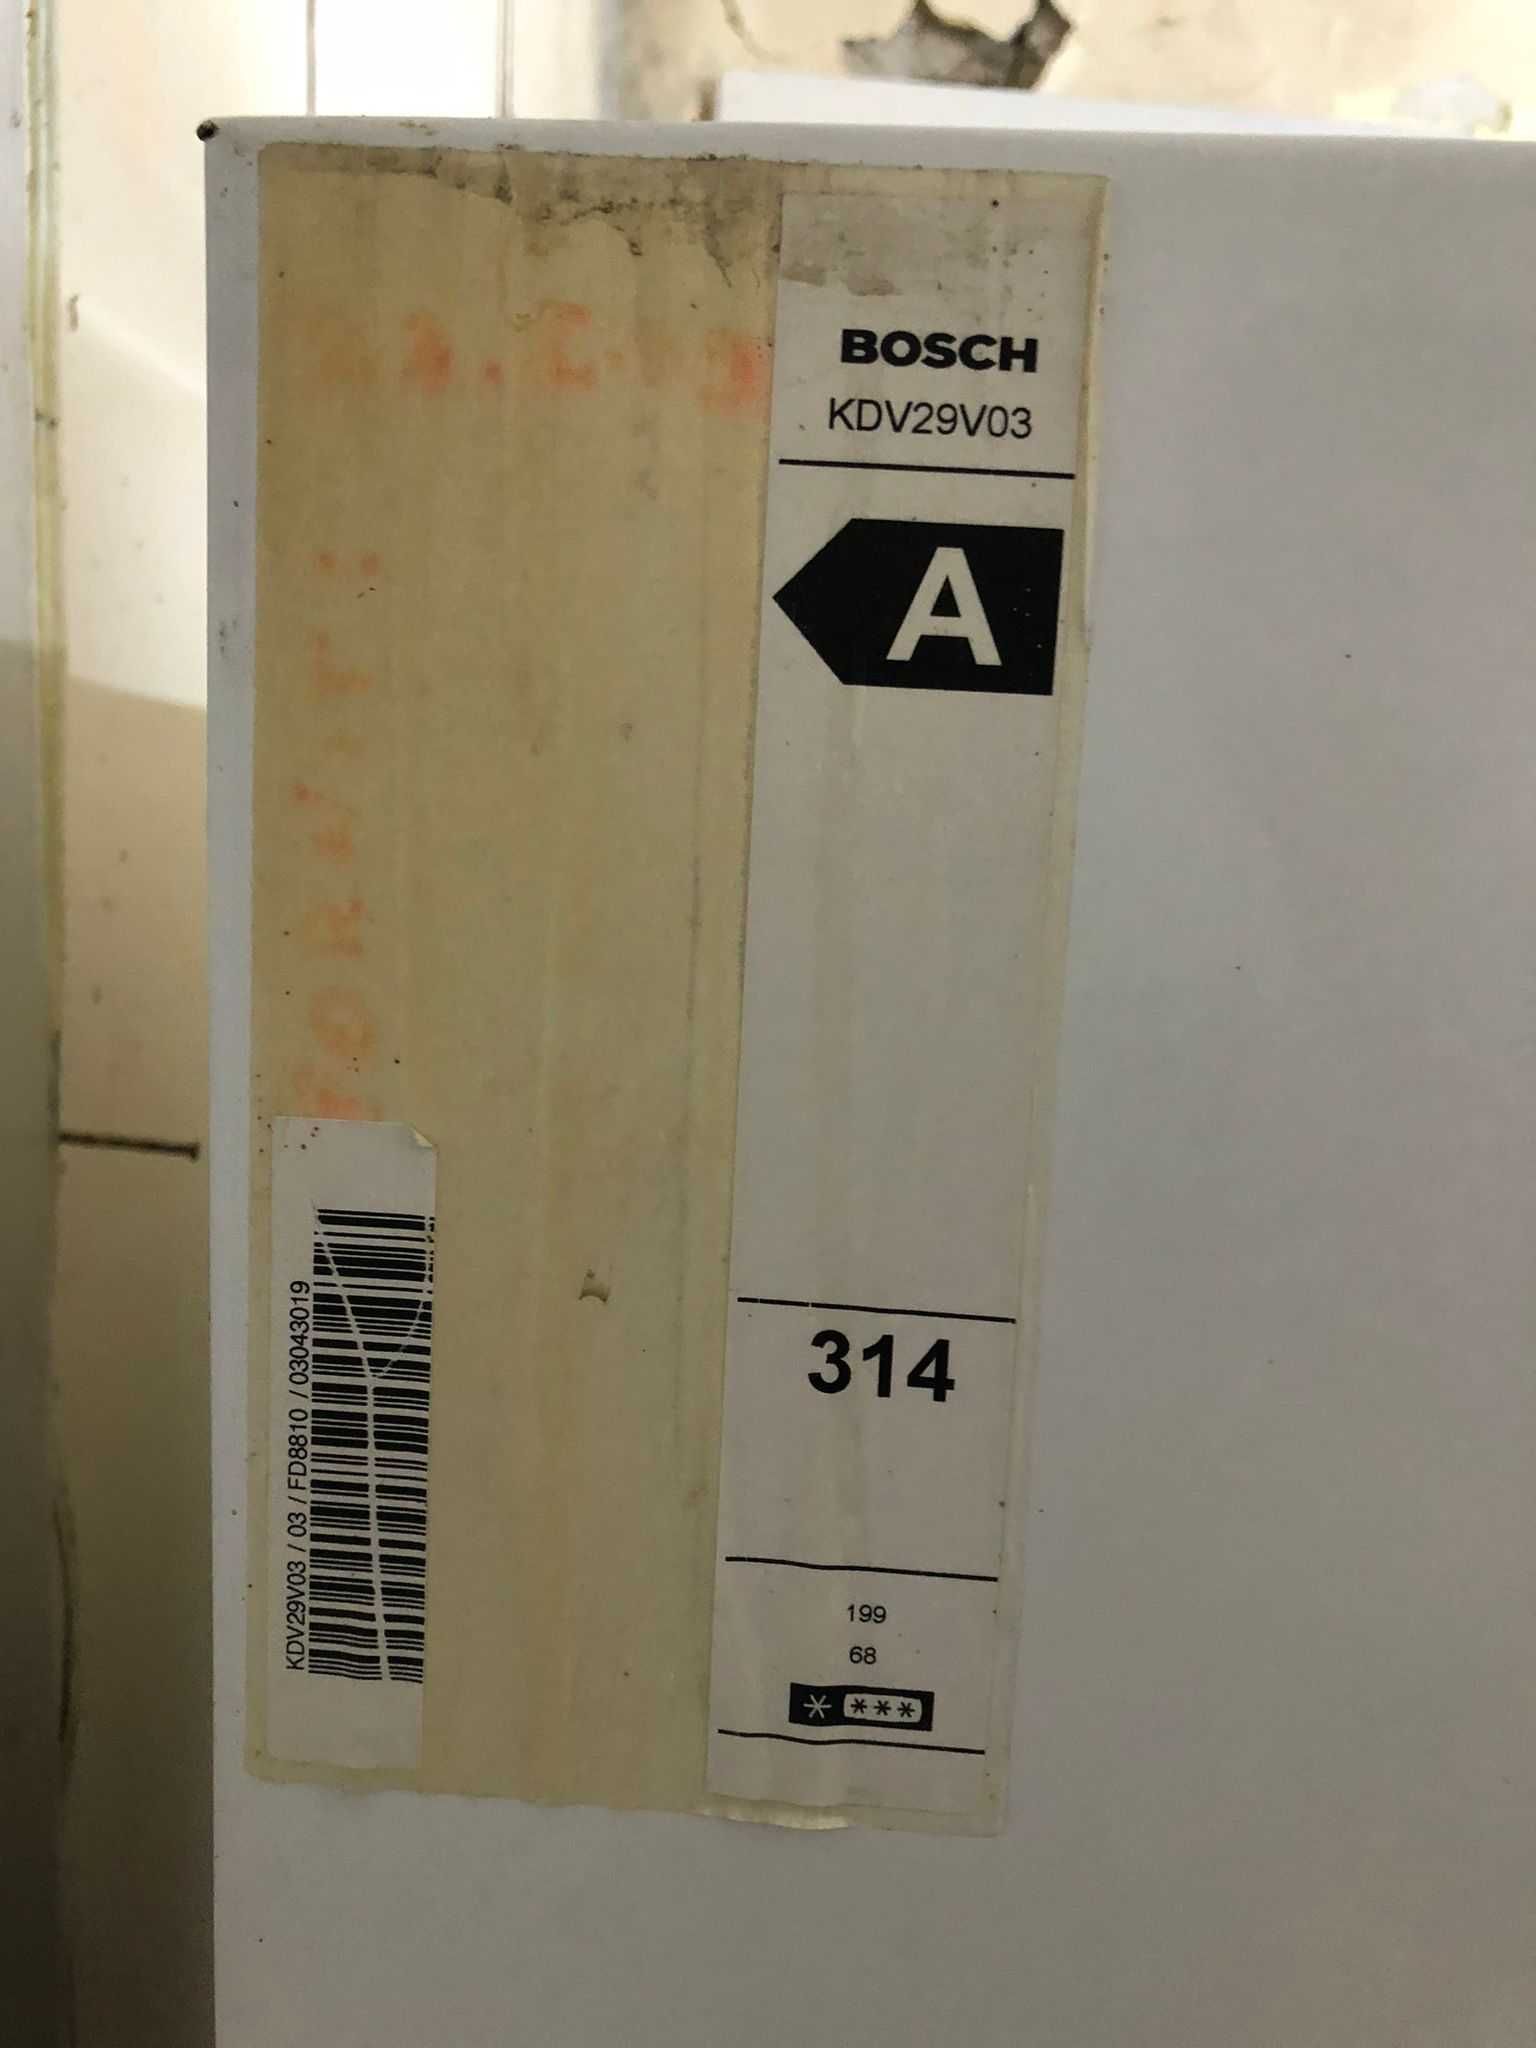 BOSCH
KDV29V03
A
314
199
68
KDV29V03 / 03 / FD8810 / 03043019